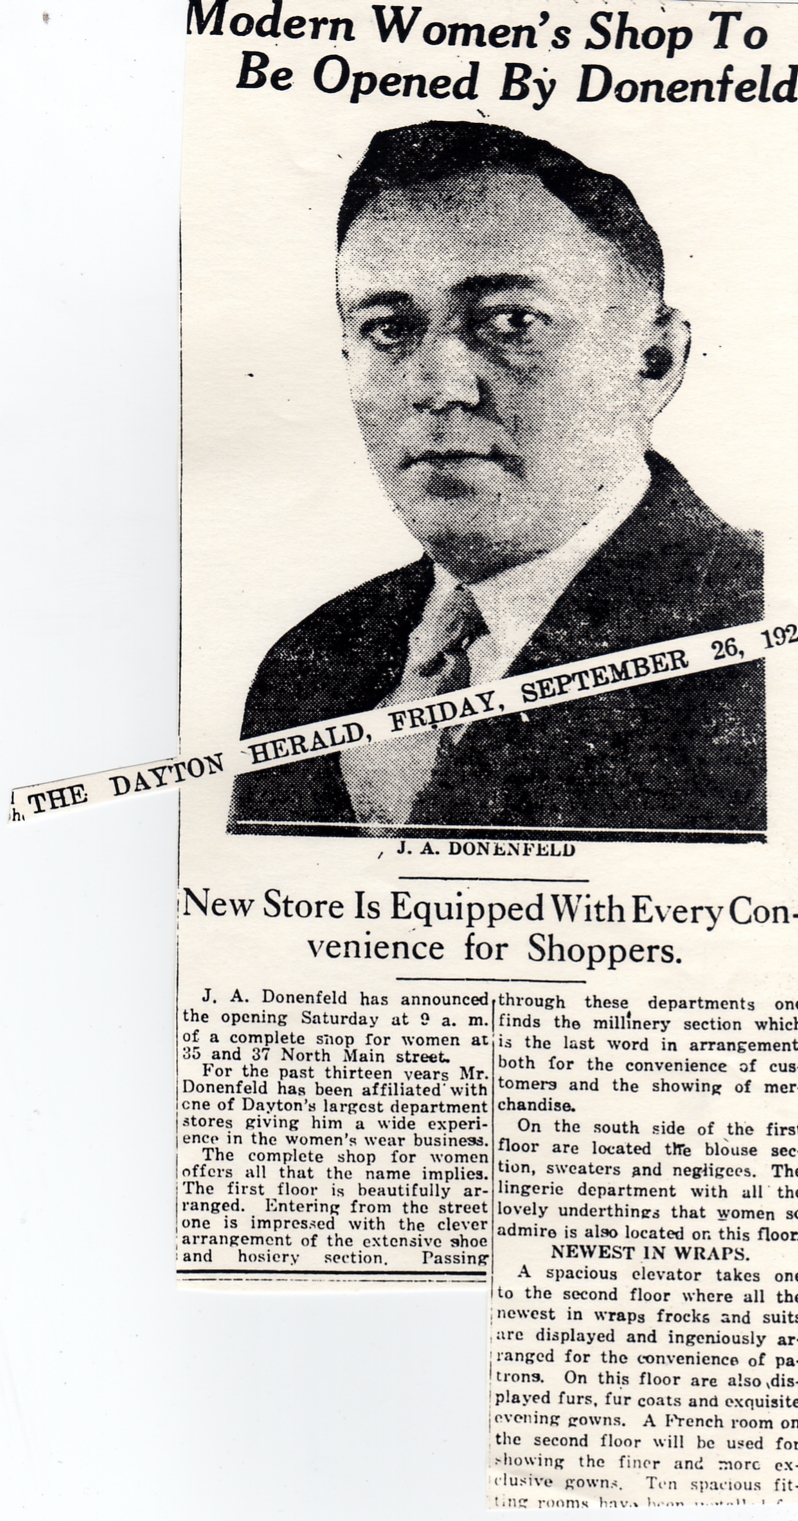 Modern Women's Shop To
Be Opened By Donenfeld
h, THE DAYTON HERALD, FRIDAY, SEPTEMBER 26, 192
J. A. DONENFELD
New Store Is Equipped With Every Con-
venience for Shoppers.
J. A. Donenfeld has announced
the opening Saturday at 9 a. m.
of a complete shop for women at
35 and 37 North Main street.
For the past thirteen years Mr.
Donenfeld has been affiliated with
one of Dayton's largest department
stores giving him a wide experi-
ence in the women's wear business.
The complete shop for women
offers all that the name implies.
The first floor is beautifully ar-
ranged. Entering from the street
one is impressed with the clever
arrangement of the extensive shoe
and hosiery section. Passing
through these departments one
finds the millinery section which
is the last word in arrangement
both for the convenience of cus-
tomers and the showing of mer-
chandise.
On the south side of the first
floor are located the blouse sec-
tion, sweaters and negligees. The
lingerie department with all the
lovely underthings that women so
admire is also located on this floor.
NEWEST IN WRAPS.
A spacious elevator takes one
to the second floor where all the
newest in wraps frocks and suits
are displayed and ingeniously ar-
ranged for the convenience of pa-
trons. On this floor are also dis-
played furs, fur coats and exquisite
evening gowns. A French room on
the second floor will be used for
showing the finer and more ex-
clusive gowns. Ten spacious fit-
ting rooms have been